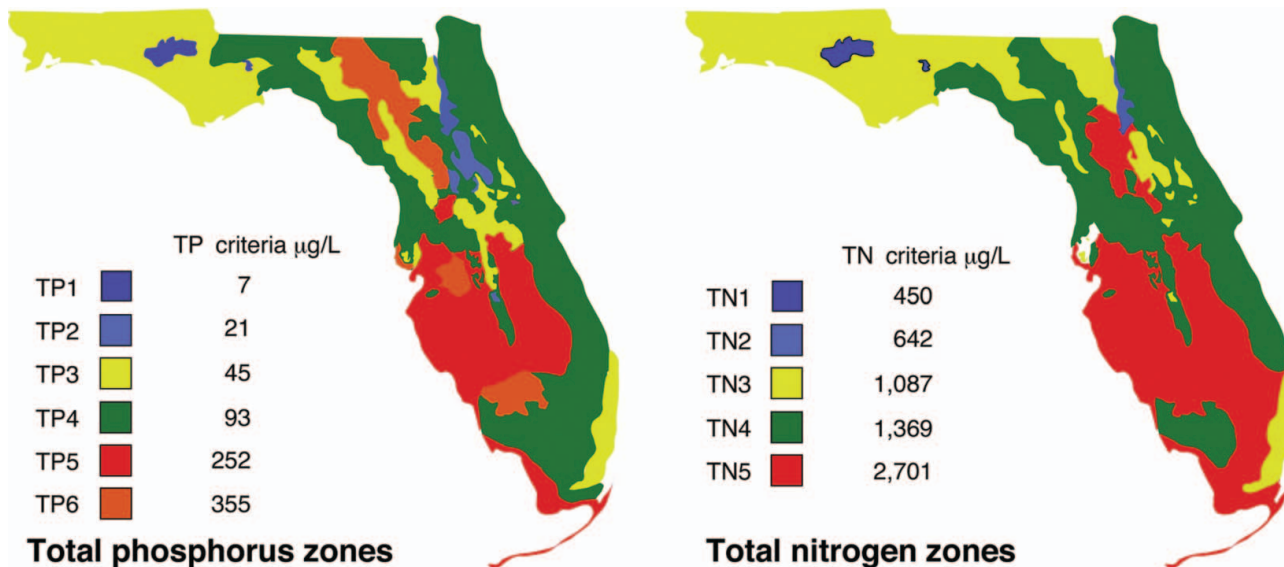 TP criteria µg/L
TP1 7
TP2 21
TP3 45
TP4 93
TP5 252
TP6 355
Total phosphorus zones
TN criteria µg/L
TN1 450
TN2 642
TN3 1,087
TN4 1,369
TN5 2,701
Total nitrogen zones